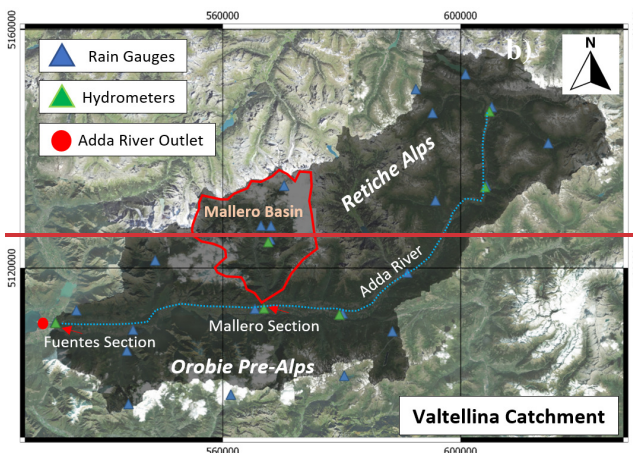 560000
600000
5160000
b)
N
Rain Gauges
Hydrometers
Adda River Outlet
Retiche Alps
Mallero Basin
5120000
Adda River
Mallero Section
Fuentes Section
Orobie Pre-Alps
Valtellina Catchment
560000
600000